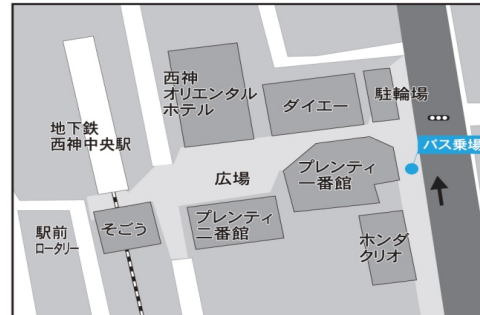 西神
オリエンタル
ホテル
ダイエー
駐輪場
地下鉄
西神中央駅
バス乗場
広場
プレンティ
一番館
駅前
ロータリー
そごう
プレンティ
二番館
ホンダ
クリオ